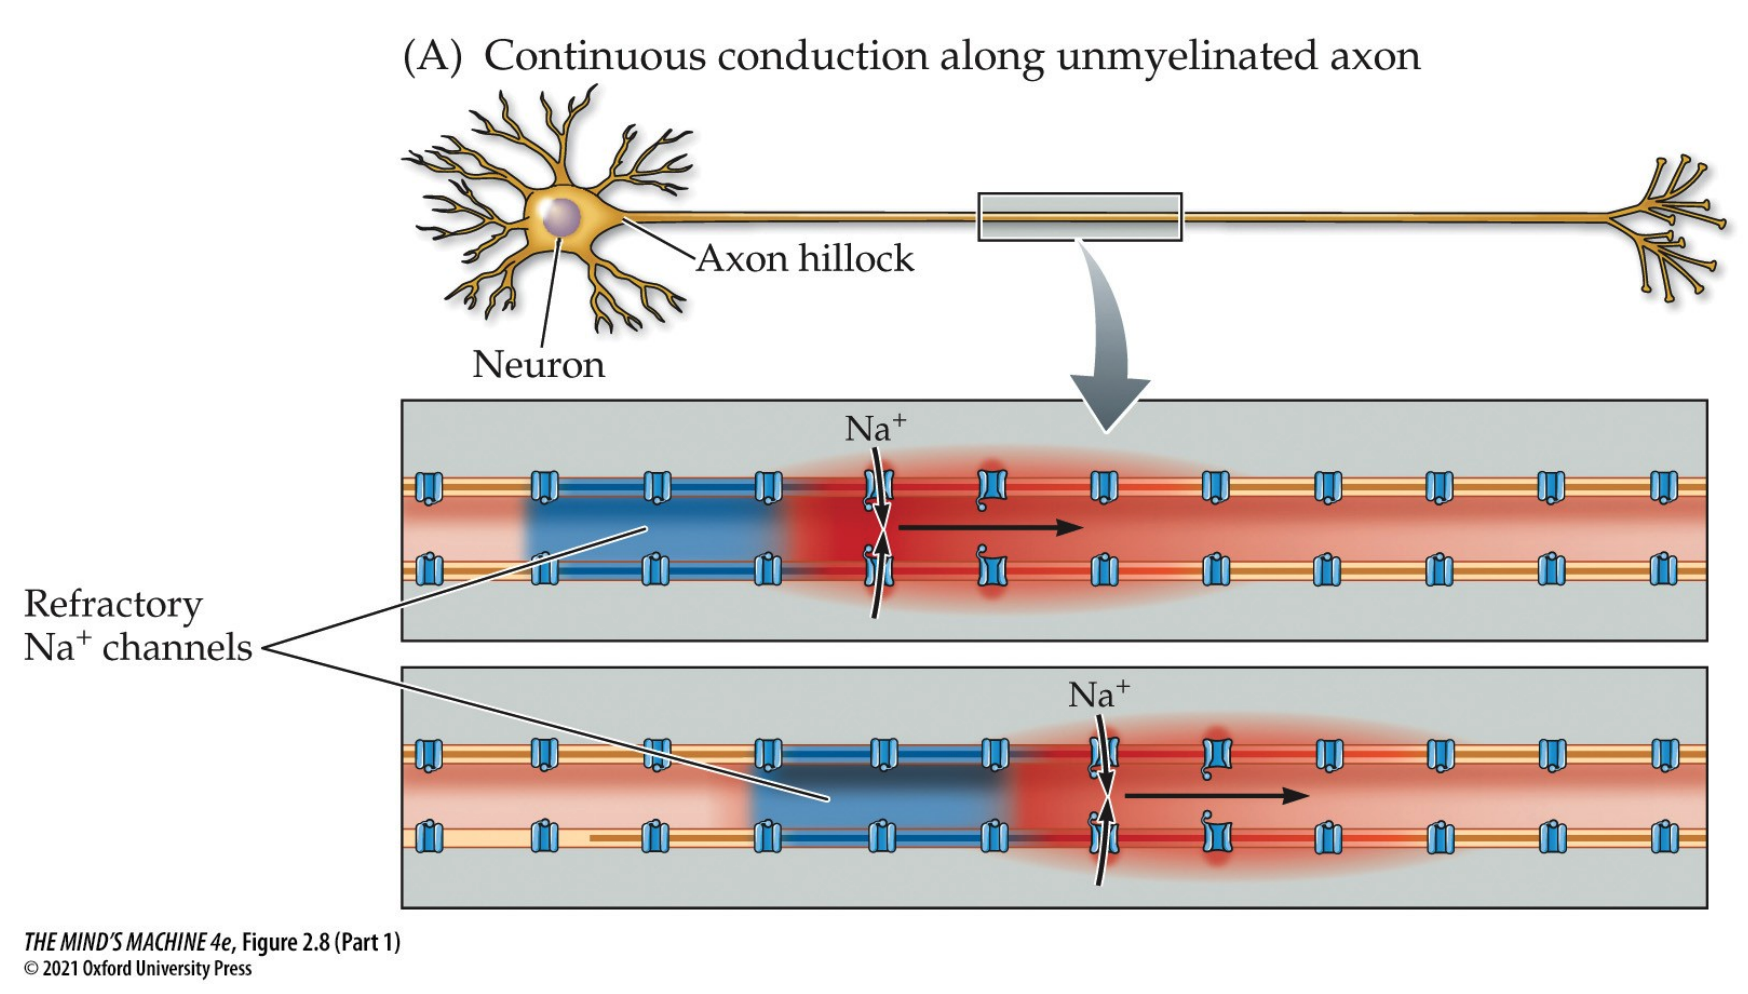 (A) Continuous conduction along unmyelinated axon
Axon hillock
Neuron
Na⁺
Refractory
Na⁺ channels
Na⁺
THE MIND'S MACHINE 4e, Figure 2.8 (Part 1)
© 2021 Oxford University Press